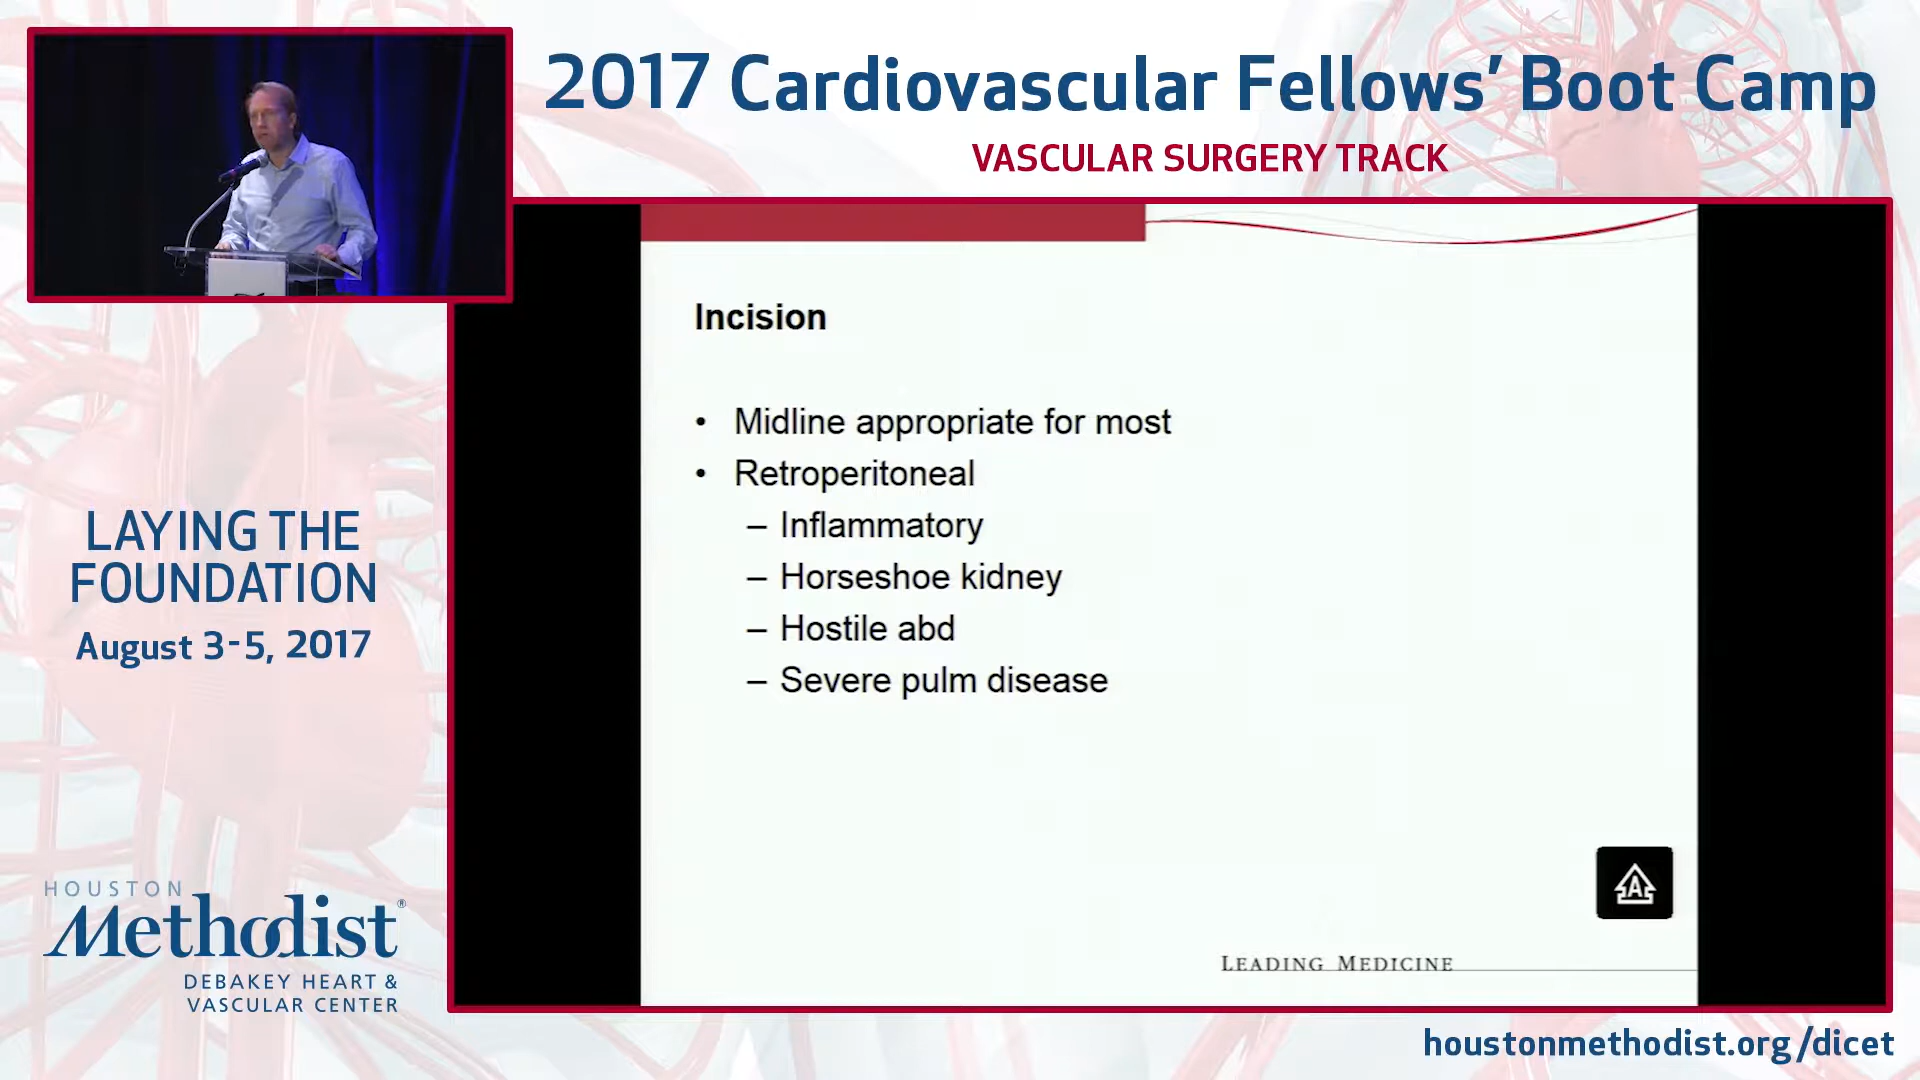 2017 Cardiovascular Fellows’ Boot Camp
VASCULAR SURGERY TRACK
Incision
• Midline appropriate for most
• Retroperitoneal
– Inflammatory
– Horseshoe kidney
– Hostile abd
– Severe pulm disease
A
LEADING MEDICINE
LAYING THE
FOUNDATION
August 3-5, 2017
HOUSTON
Methodist®
DEBAKEY HEART &
VASCULAR CENTER
houstonmethodist.org/dicet